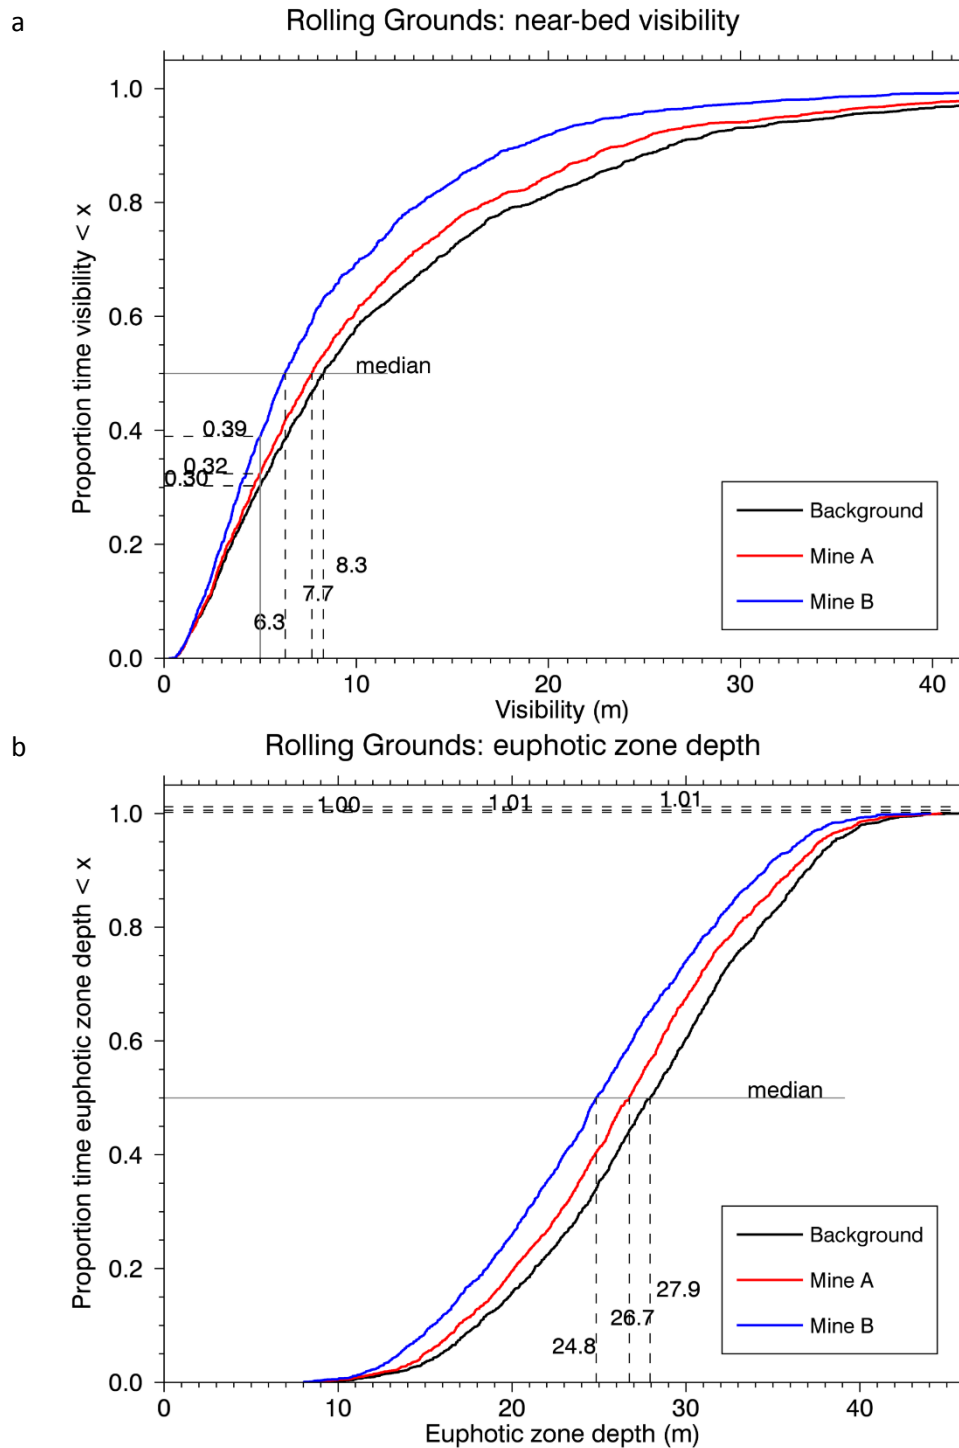 a
Rolling Grounds: near-bed visibility
Proportion time visibility < x
1.0
0.8
0.6
0.4
0.2
0.0
median
0.39
0.32
0.30
8.3
7.7
6.3
Background
Mine A
Mine B
0
10
20
30
40
Visibility (m)
b
Rolling Grounds: euphotic zone depth
Proportion time euphotic zone depth < x
1.00
1.01
1.01
1.0
0.8
0.6
0.4
0.2
0.0
median
27.9
26.7
24.8
Background
Mine A
Mine B
0
10
20
30
40
Euphotic zone depth (m)